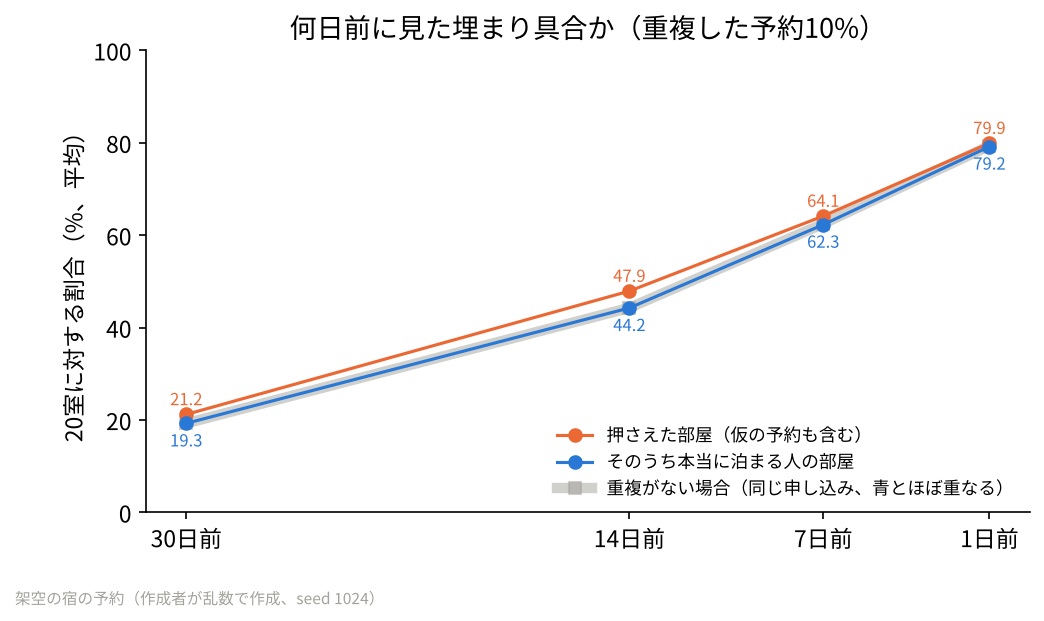 何日前に見た埋まり具合か（重複した予約10%）
20室に対する割合（%、平均）
100
80
60
40
20
0
21.2
19.3
47.9
44.2
64.1
62.3
79.9
79.2
押さえた部屋（仮の予約も含む）
そのうち本当に泊まる人の部屋
重複がない場合（同じ申し込み、青とほぼ重なる）
30日前
14日前
7日前
1日前
架空の宿の予約（作成者が乱数で作成、seed 1024）